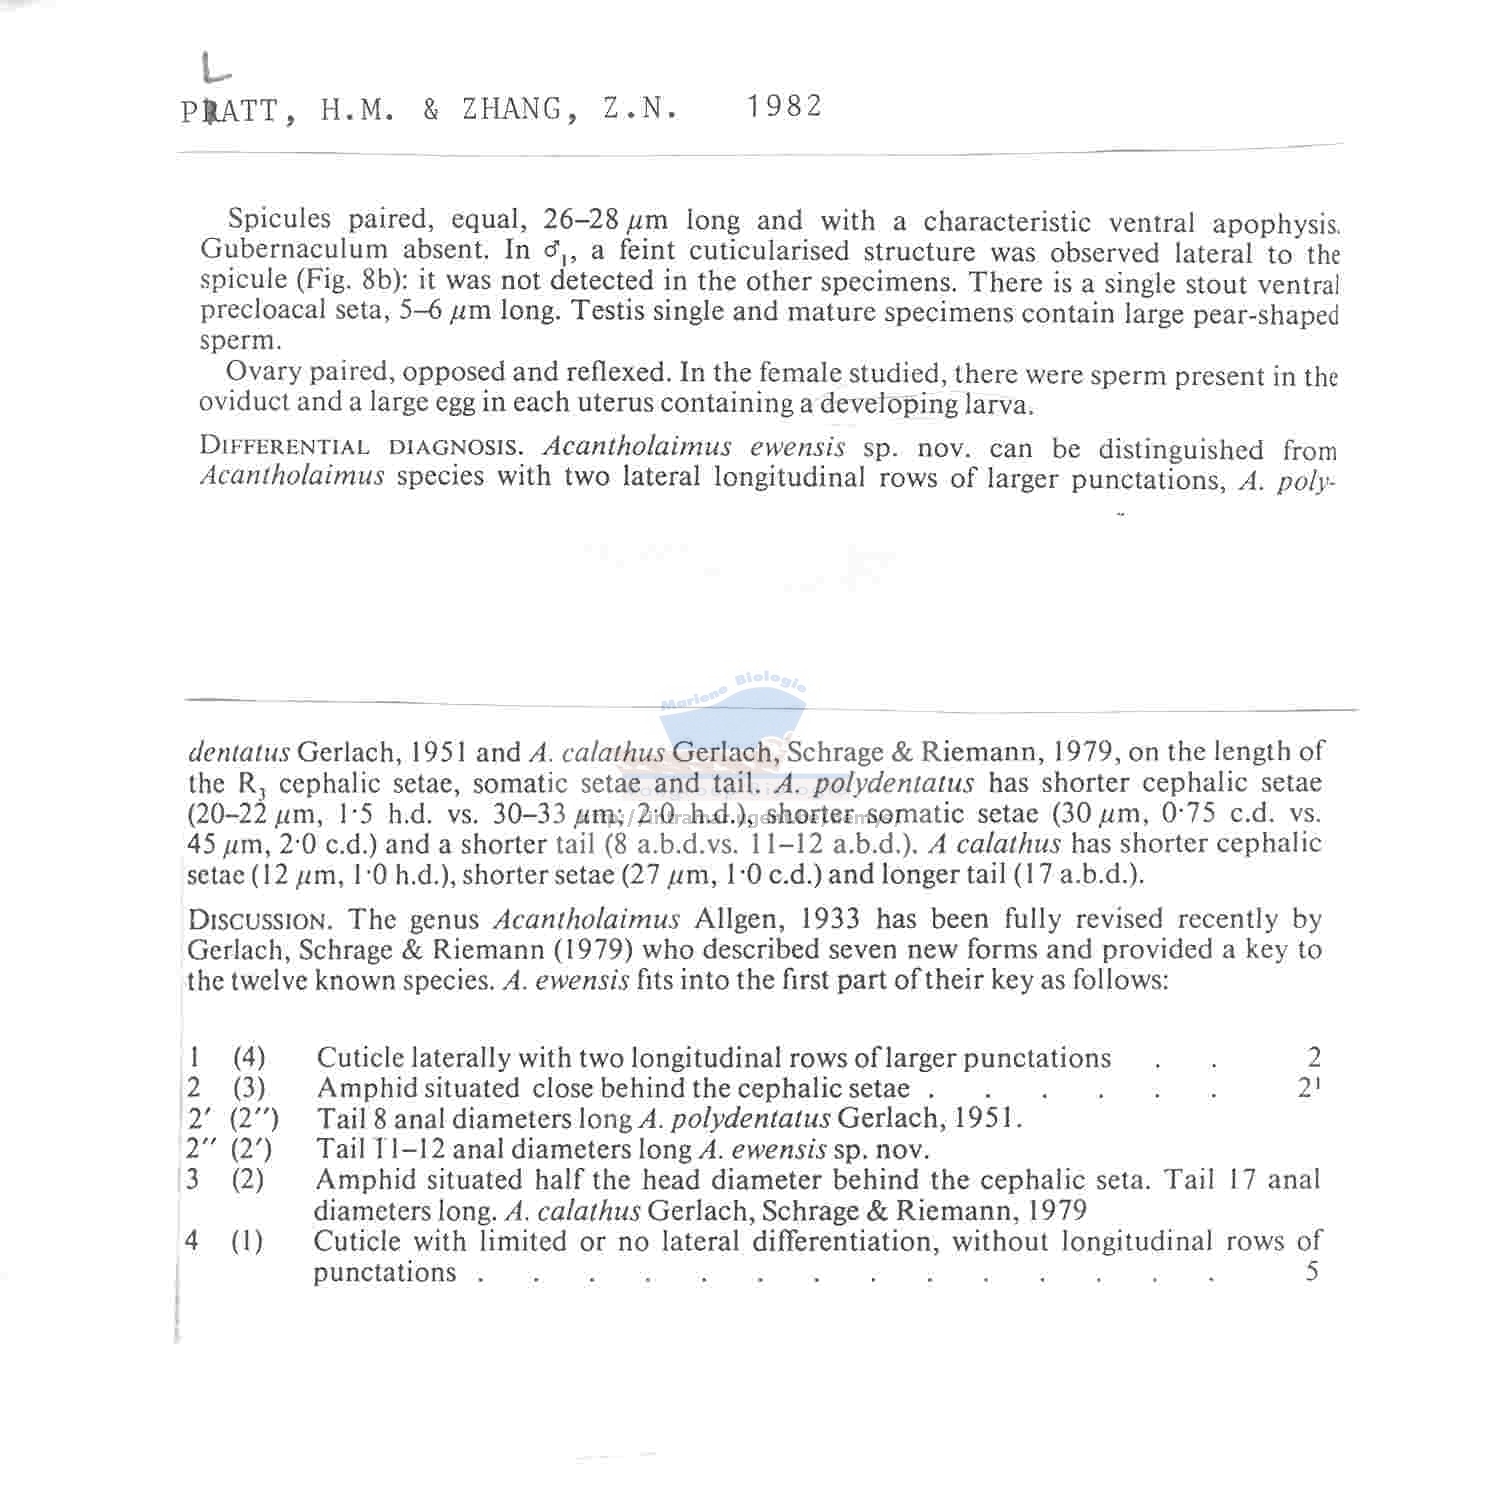 L
PRATT, H.M. & ZHANG, Z.N. 1982
Spicules paired, equal, 26–28 μm long and with a characteristic ventral apophysis.
Gubernaculum absent. In ♂1, a feint cuticularised structure was observed lateral to the
spicule (Fig. 8b): it was not detected in the other specimens. There is a single stout ventral
precloacal seta, 5–6 μm long. Testis single and mature specimens contain large pear-shaped
sperm.
Ovary paired, opposed and reflexed. In the female studied, there were sperm present in the
oviduct and a large egg in each uterus containing a developing larva.
DIFFERENTIAL DIAGNOSIS. Acantholaimus ewensis sp. nov. can be distinguished from
Acantholaimus species with two lateral longitudinal rows of larger punctations, A. poly-
Mariene Biologie
dentatus Gerlach, 1951 and A. calathus Gerlach, Schrage & Riemann, 1979, on the length of
the R3 cephalic setae, somatic setae and tail. A. polydentatus has shorter cephalic setae
(20–22 μm, 1·5 h.d. vs. 30–33 μm; 2·0 h.d.), shorter somatic setae (30 μm, 0·75 c.d. vs.
45 μm, 2·0 c.d.) and a shorter tail (8 a.b.d.vs. 11–12 a.b.d.). A calathus has shorter cephalic
setae (12 μm, 1·0 h.d.), shorter setae (27 μm, 1·0 c.d.) and longer tail (17 a.b.d.).
DISCUSSION. The genus Acantholaimus Allgen, 1933 has been fully revised recently by
Gerlach, Schrage & Riemann (1979) who described seven new forms and provided a key to
the twelve known species. A. ewensis fits into the first part of their key as follows:
1 (4) Cuticle laterally with two longitudinal rows of larger punctations . . 2
2 (3) Amphid situated close behind the cephalic setae . . . . . . 2¹
2′ (2″) Tail 8 anal diameters long A. polydentatus Gerlach, 1951.
2″ (2′) Tail 11–12 anal diameters long A. ewensis sp. nov.
3 (2) Amphid situated half the head diameter behind the cephalic seta. Tail 17 anal
diameters long. A. calathus Gerlach, Schrage & Riemann, 1979
4 (1) Cuticle with limited or no lateral differentiation, without longitudinal rows of
punctations . . . . . . . . . . . . . . 5